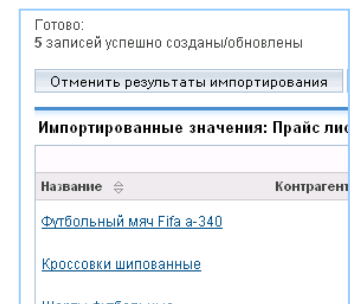 Готово:
5 записей успешно созданы/обновлены
Отменить результаты импортирования
Импортированные значения: Прайс лис
Название Контрагент
Футбольный мяч Fifa a-340
Кроссовки шипованные